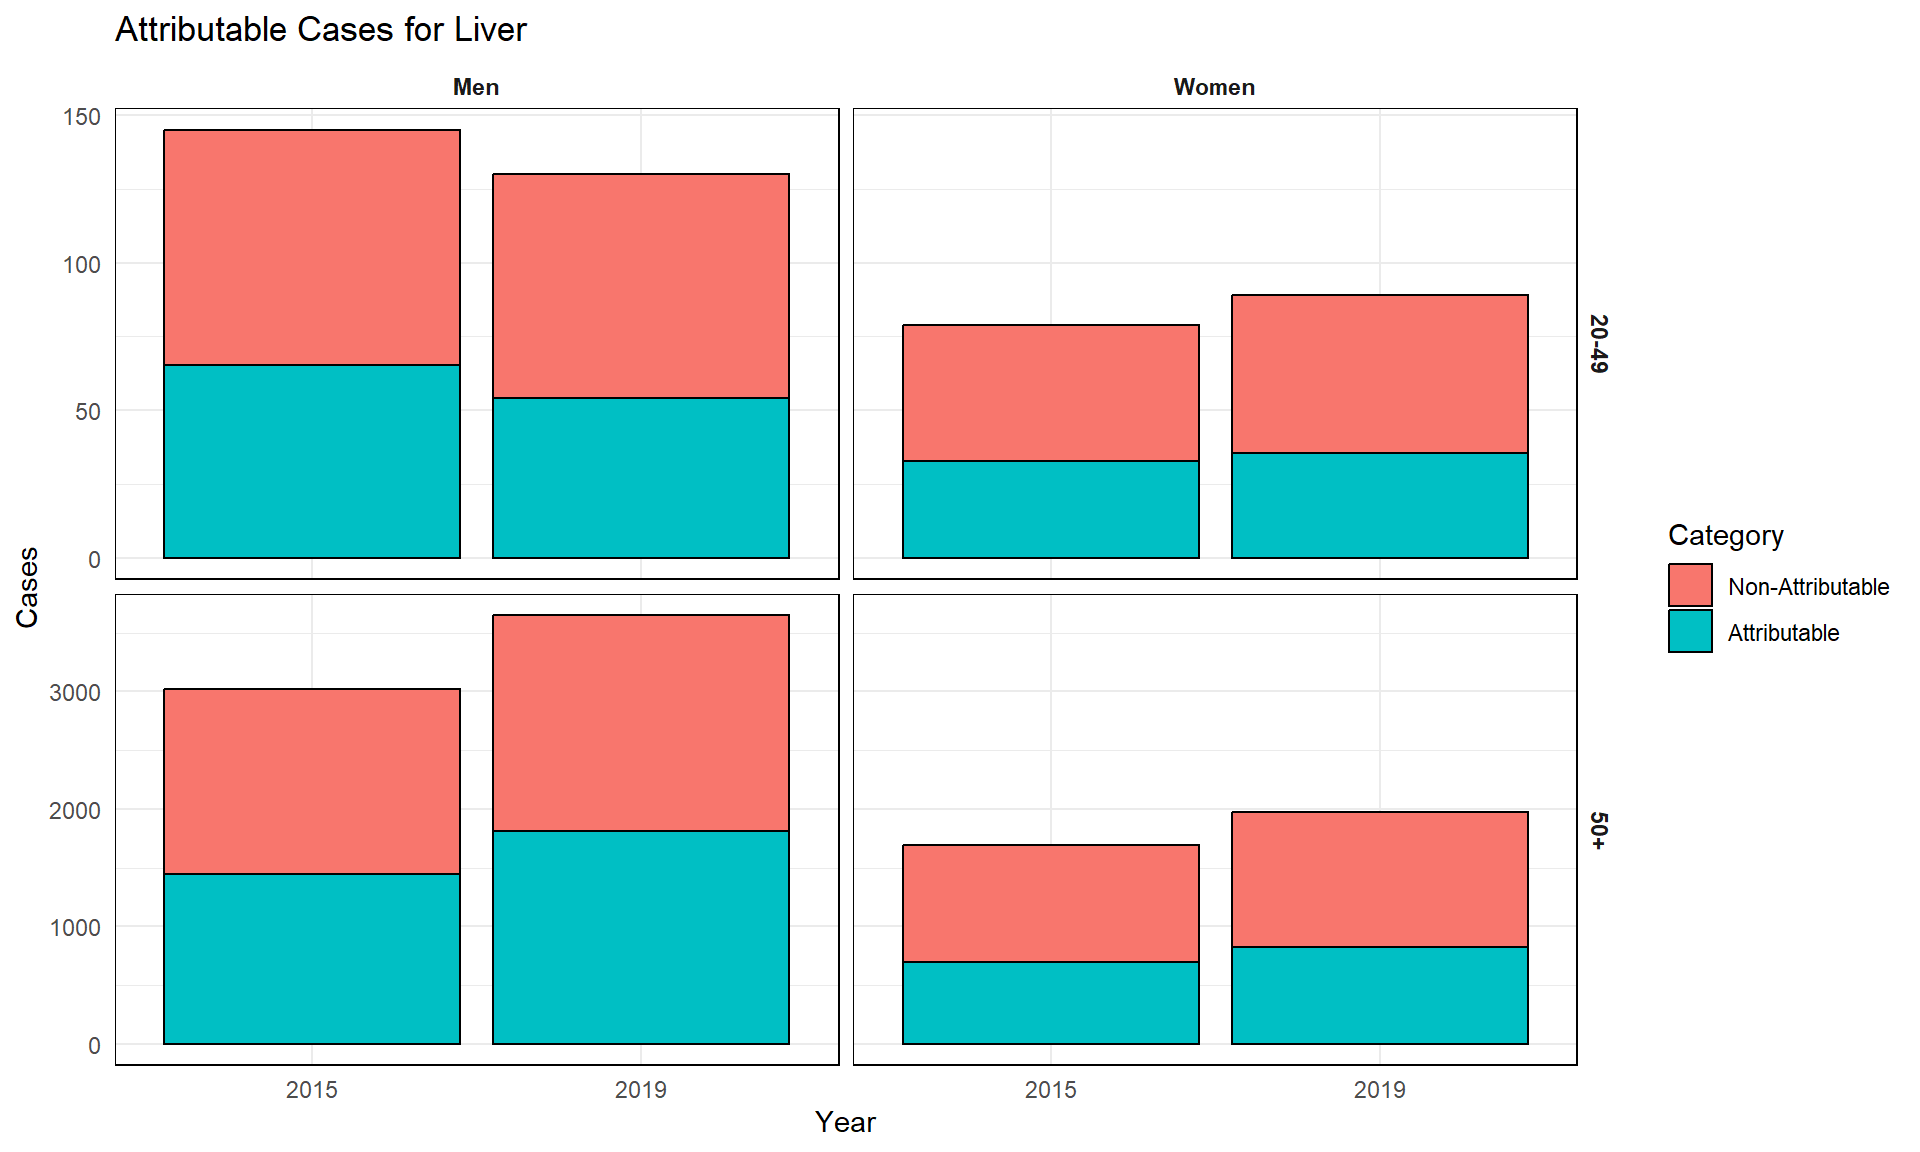 Attributable Cases for Liver
Men
Women
150
100
50
0
20-49
Cases
3000
2000
1000
0
50+
2015
2019
2015
2019
Year
Category
Non-Attributable
Attributable